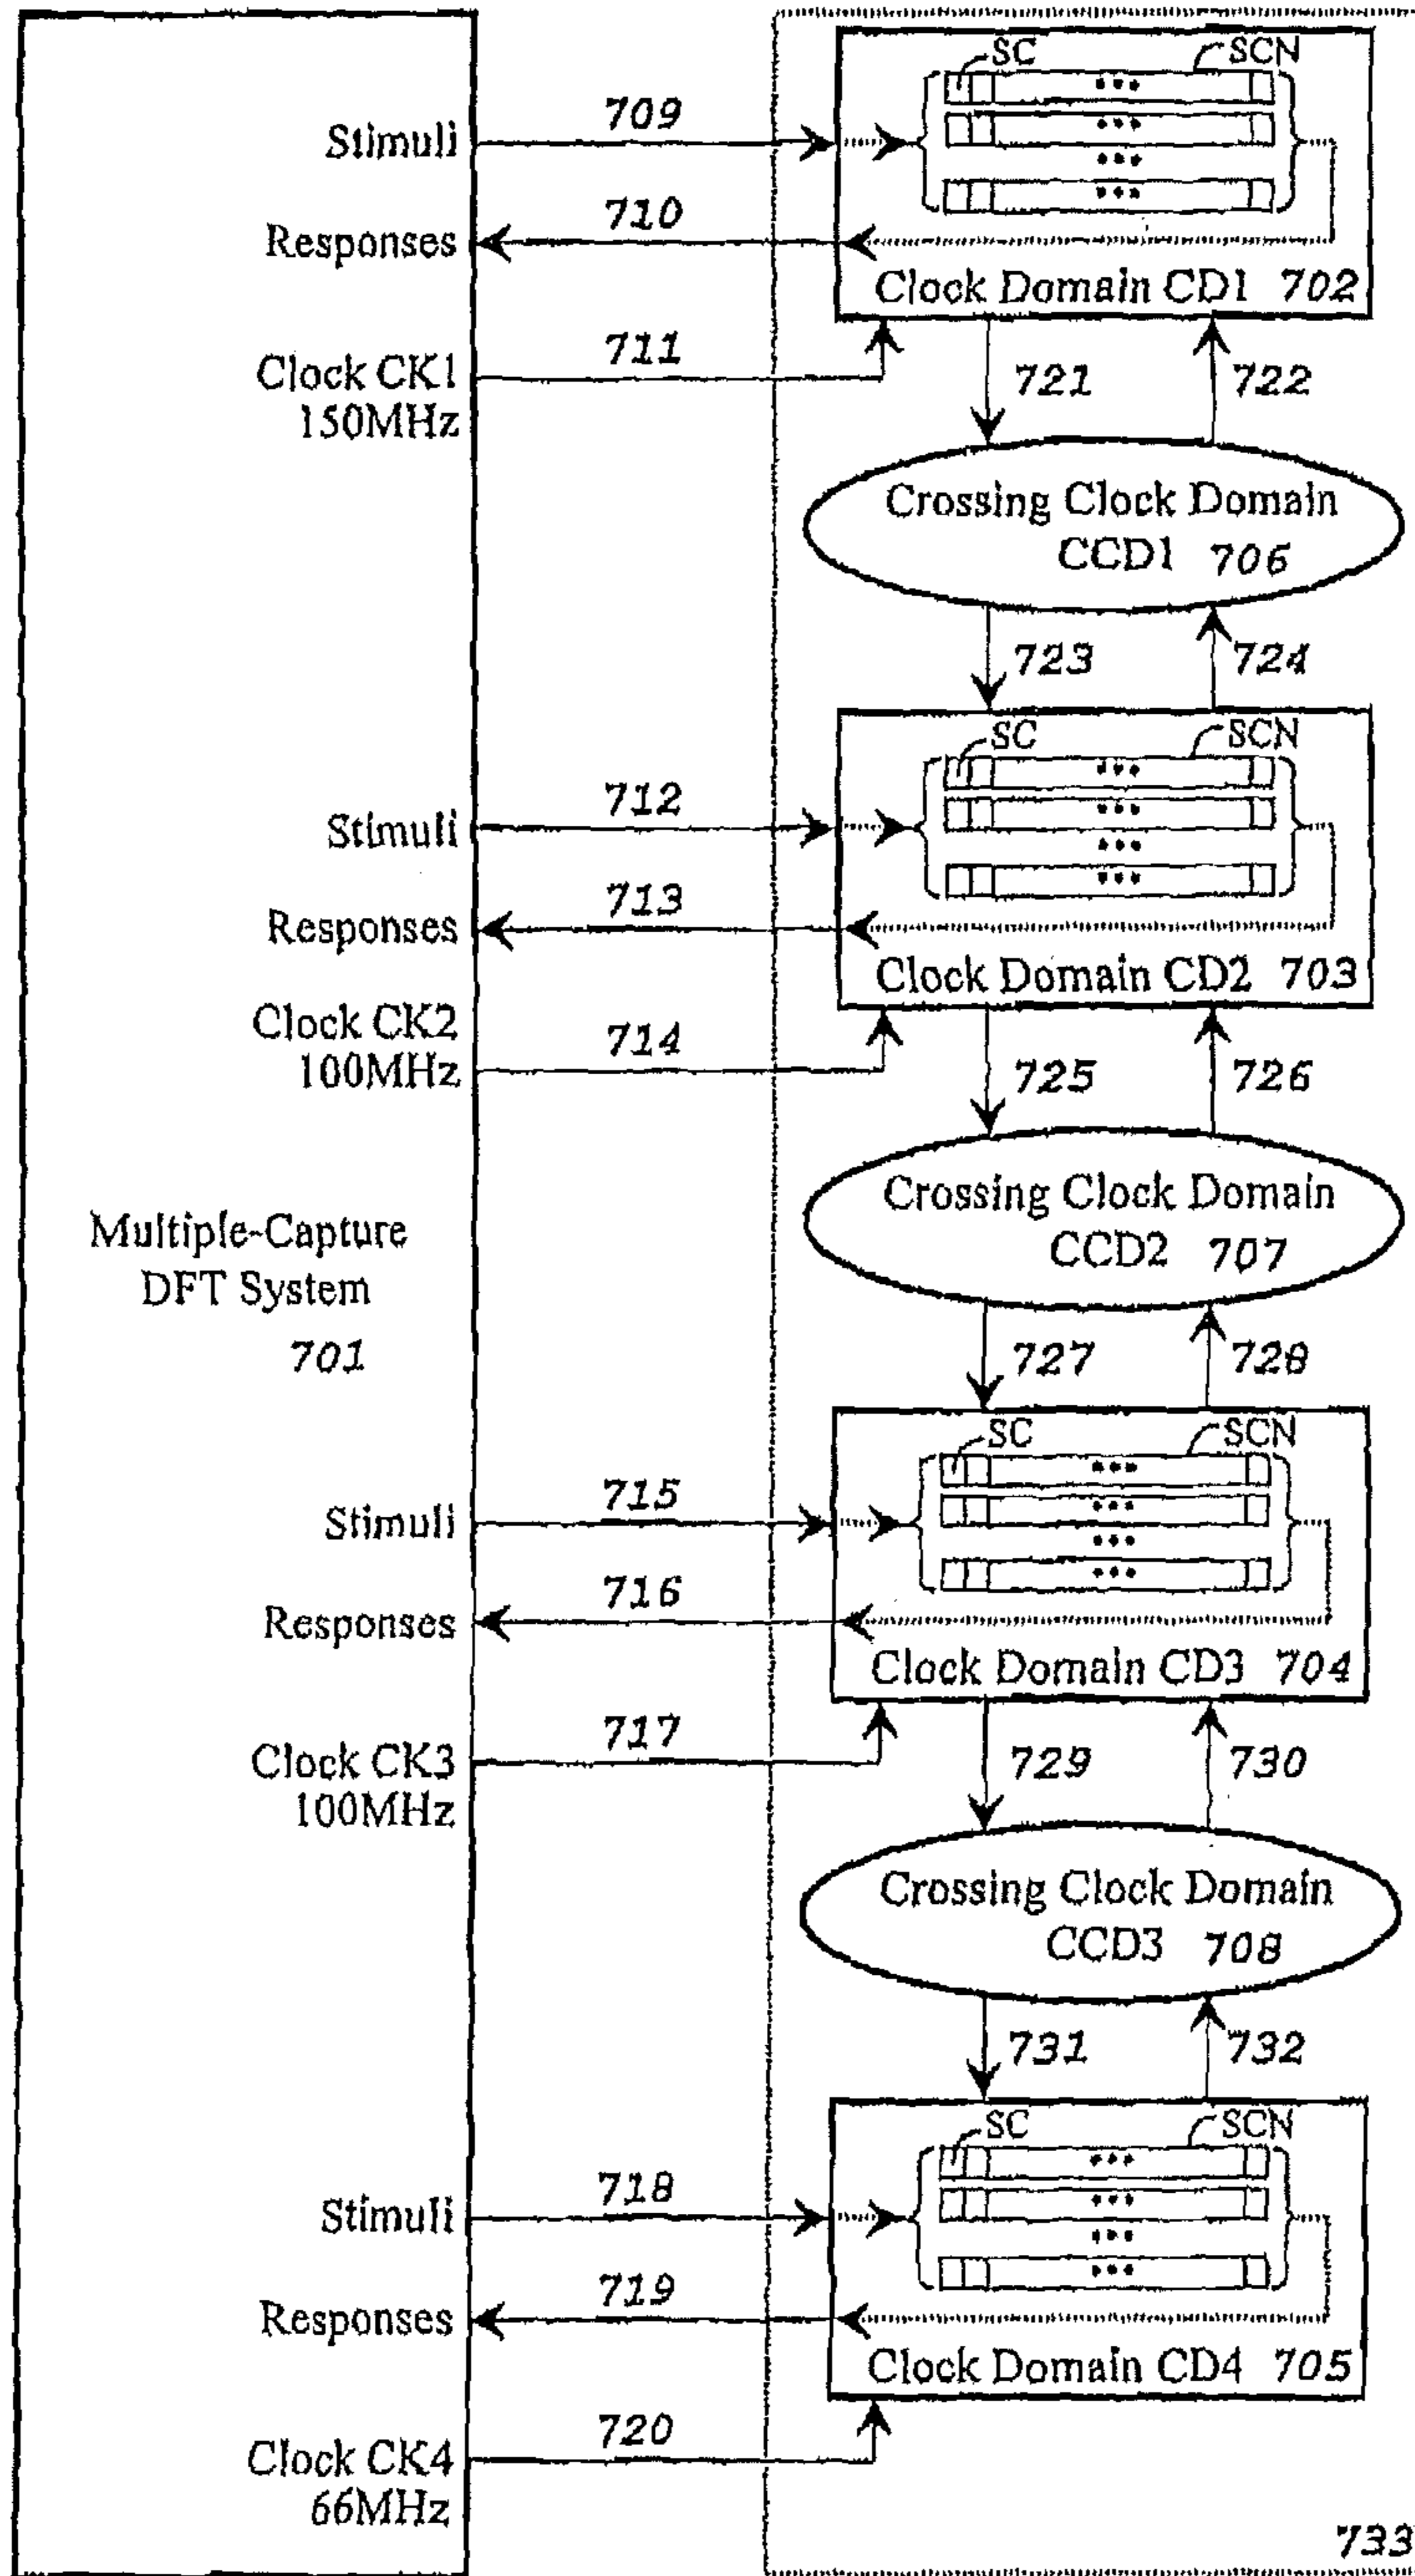 SC SCN
Stimuli 709
Responses 710
Clock Domain CD1 702
Clock CK1 711
150MHz
721 722
Crossing Clock Domain
CCD1 706
723 724
SC SCN
Stimuli 712
Responses 713
Clock Domain CD2 703
Clock CK2 714
100MHz
725 726
Crossing Clock Domain
CCD2 707
Multiple-Capture
DFT System
701
727 728
SC SCN
Stimuli 715
Responses 716
Clock Domain CD3 704
Clock CK3 717
100MHz
729 730
Crossing Clock Domain
CCD3 708
731 732
SC SCN
Stimuli 718
Responses 719
Clock Domain CD4 705
Clock CK4 720
66MHz
733